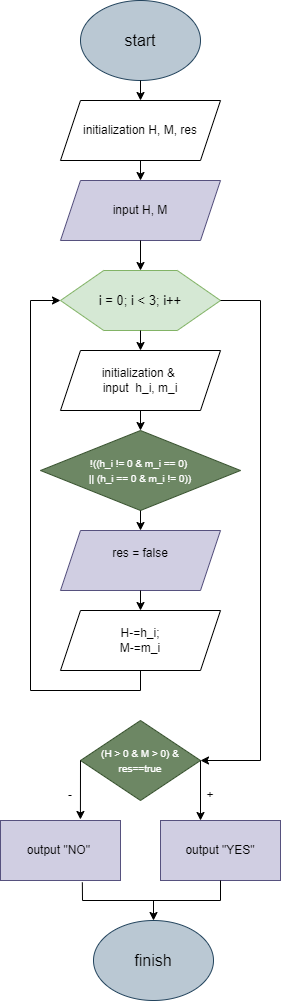 start
initialization H, M, res
input H, M
i = 0; i < 3; i++
initialization &
input h_i, m_i
!((h_i != 0 & m_i == 0)
|| (h_i == 0 & m_i != 0))
res = false
H-=h_i;
M-=m_i
(H > 0 & M > 0) &
res==true
-
+
output "NO"
output "YES"
finish